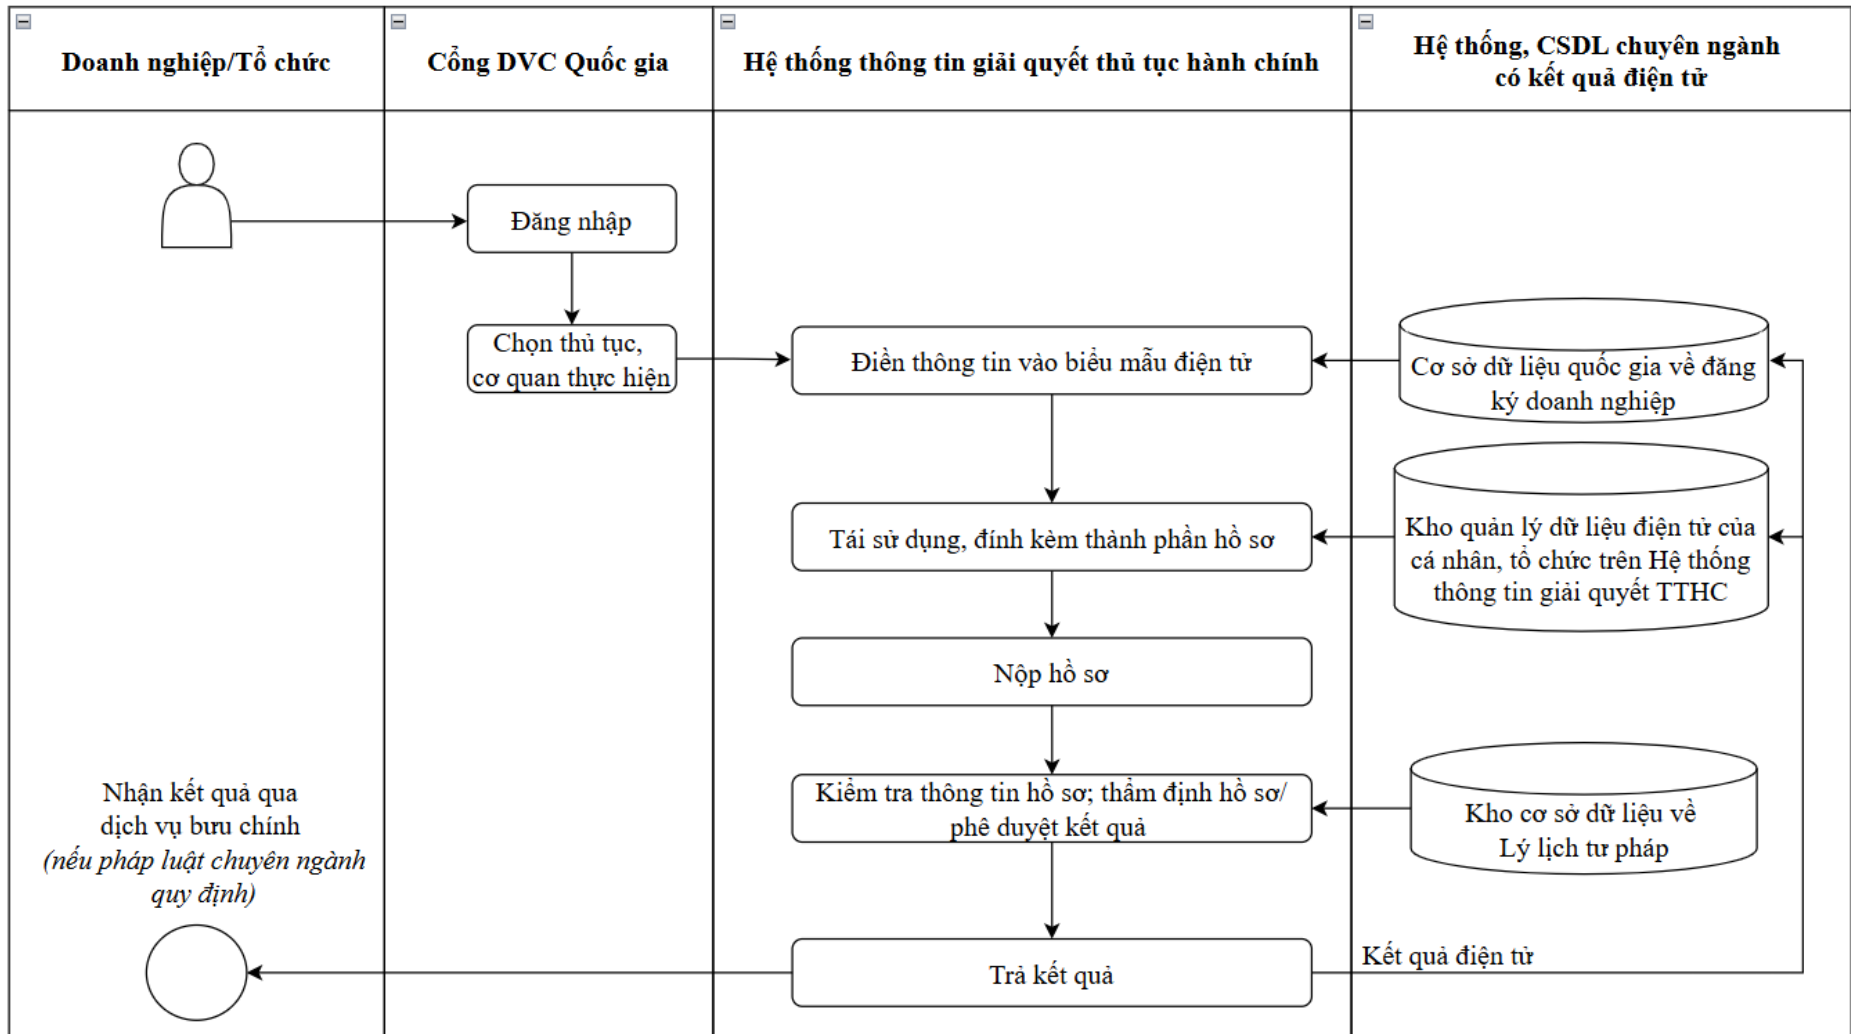 Doanh nghiệp/Tổ chức
Cổng DVC Quốc gia
Hệ thống thông tin giải quyết thủ tục hành chính
Hệ thống, CSDL chuyên ngành
có kết quả điện tử
Đăng nhập
Chọn thủ tục,
cơ quan thực hiện
Điền thông tin vào biểu mẫu điện tử
Cơ sở dữ liệu quốc gia về đăng
ký doanh nghiệp
Tái sử dụng, đính kèm thành phần hồ sơ
Kho quản lý dữ liệu điện tử của
cá nhân, tổ chức trên Hệ thống
thông tin giải quyết TTHC
Nộp hồ sơ
Kiểm tra thông tin hồ sơ; thẩm định hồ sơ/
phê duyệt kết quả
Kho cơ sở dữ liệu về
Lý lịch tư pháp
Nhận kết quả qua
dịch vụ bưu chính
(nếu pháp luật chuyên ngành
quy định)
Trả kết quả
Kết quả điện tử